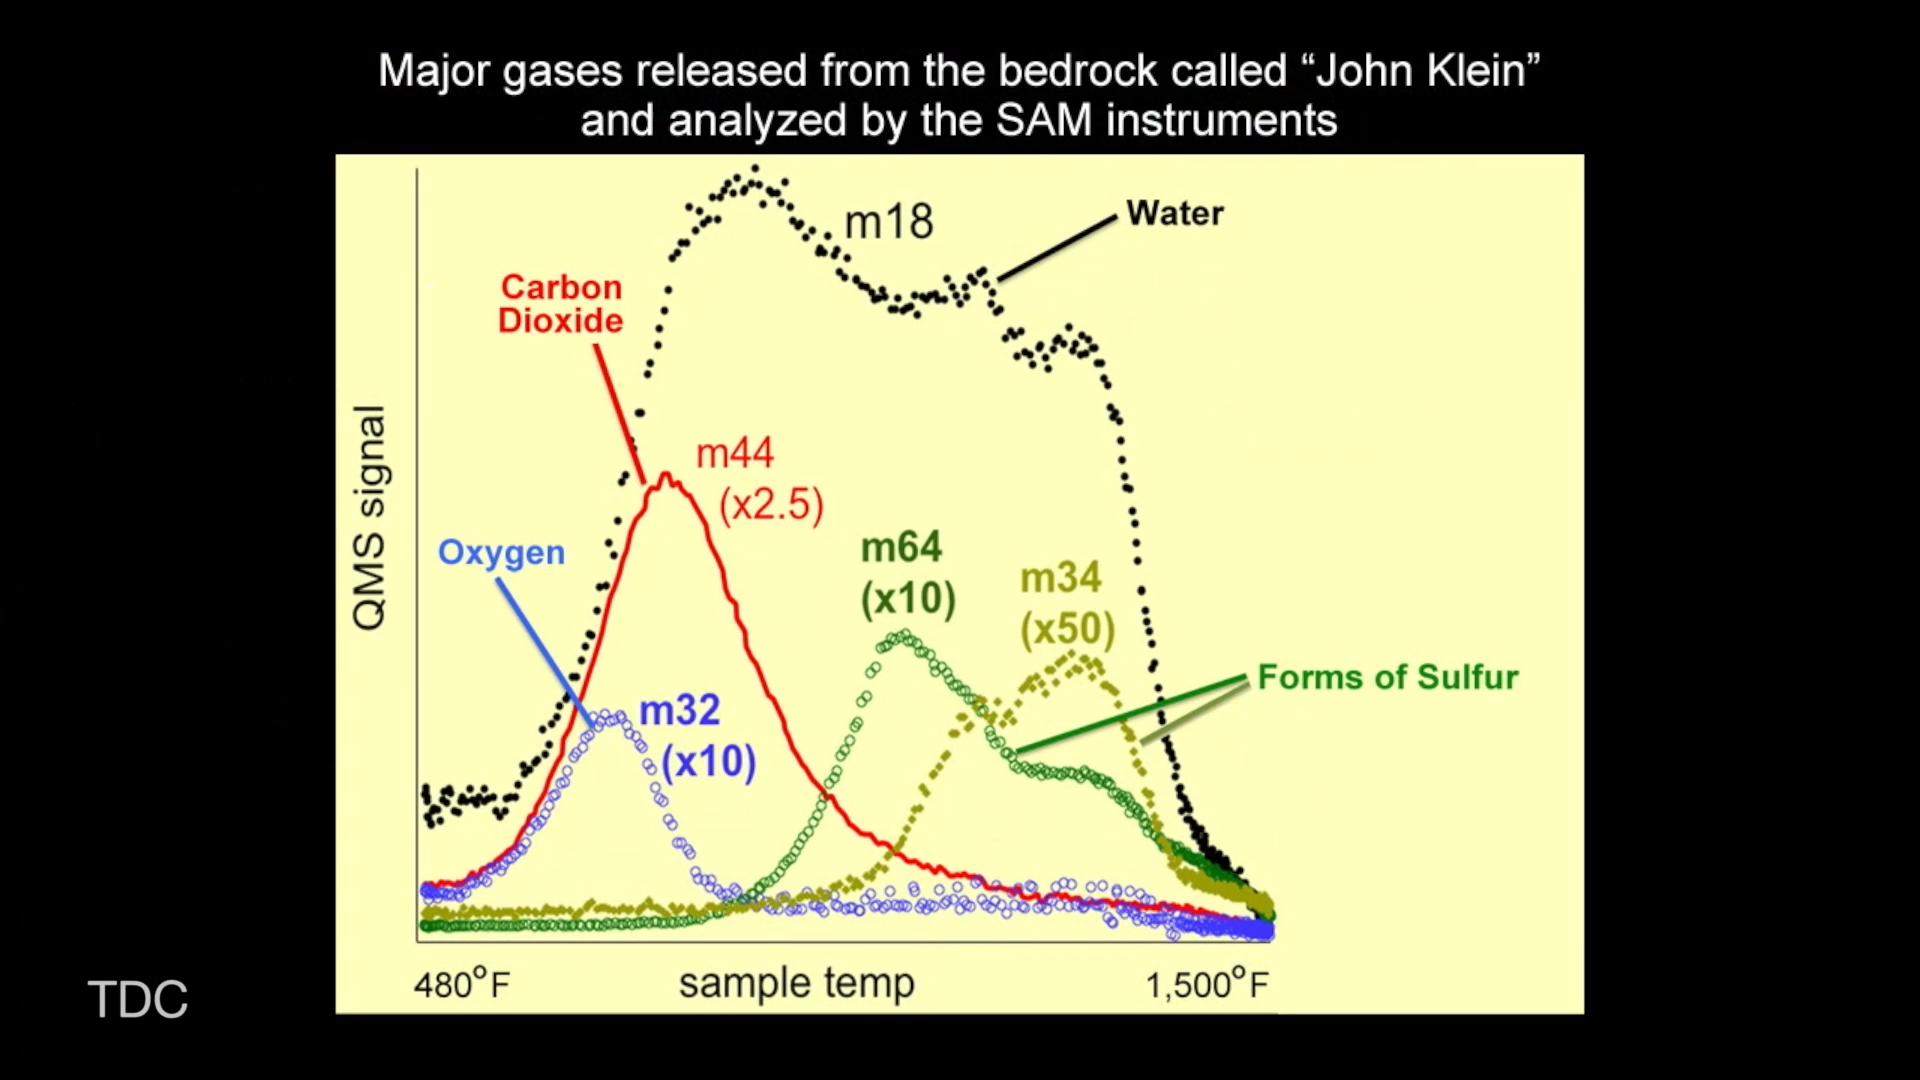 Major gases released from the bedrock called “John Klein”
and analyzed by the SAM instruments
m18
Water
Carbon
Dioxide
m44
(x2.5)
Oxygen
m64
(x10)
m34
(x50)
Forms of Sulfur
m32
(x10)
QMS signal
480°F
sample temp
1,500°F
TDC